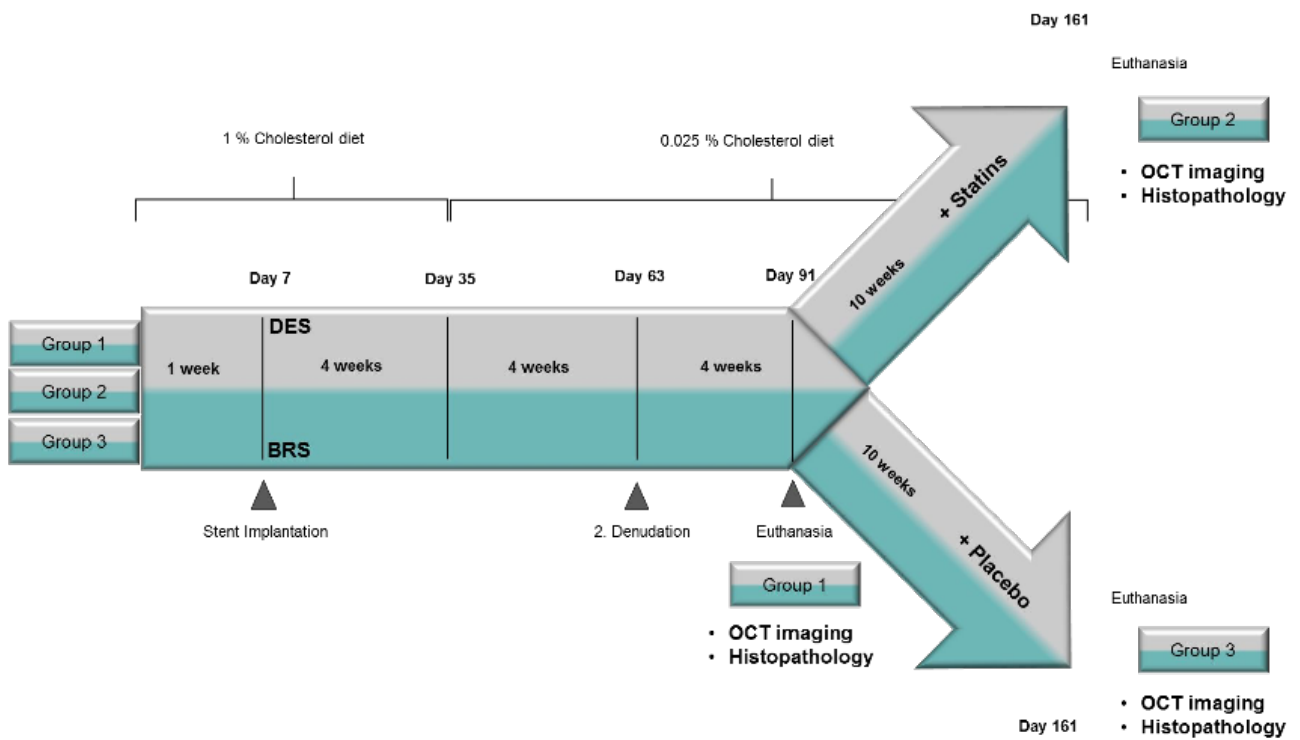 Day 161
Euthanasia
Group 2
• OCT imaging
• Histopathology
1 % Cholesterol diet
0.025 % Cholesterol diet
+ Statins
10 weeks
Day 7
Day 35
Day 63
Day 91
DES
Group 1
Group 2
Group 3
1 week
4 weeks
4 weeks
4 weeks
BRS
Stent Implantation
2. Denudation
Euthanasia
Group 1
• OCT imaging
• Histopathology
10 weeks
+ Placebo
Euthanasia
Group 3
• OCT imaging
• Histopathology
Day 161